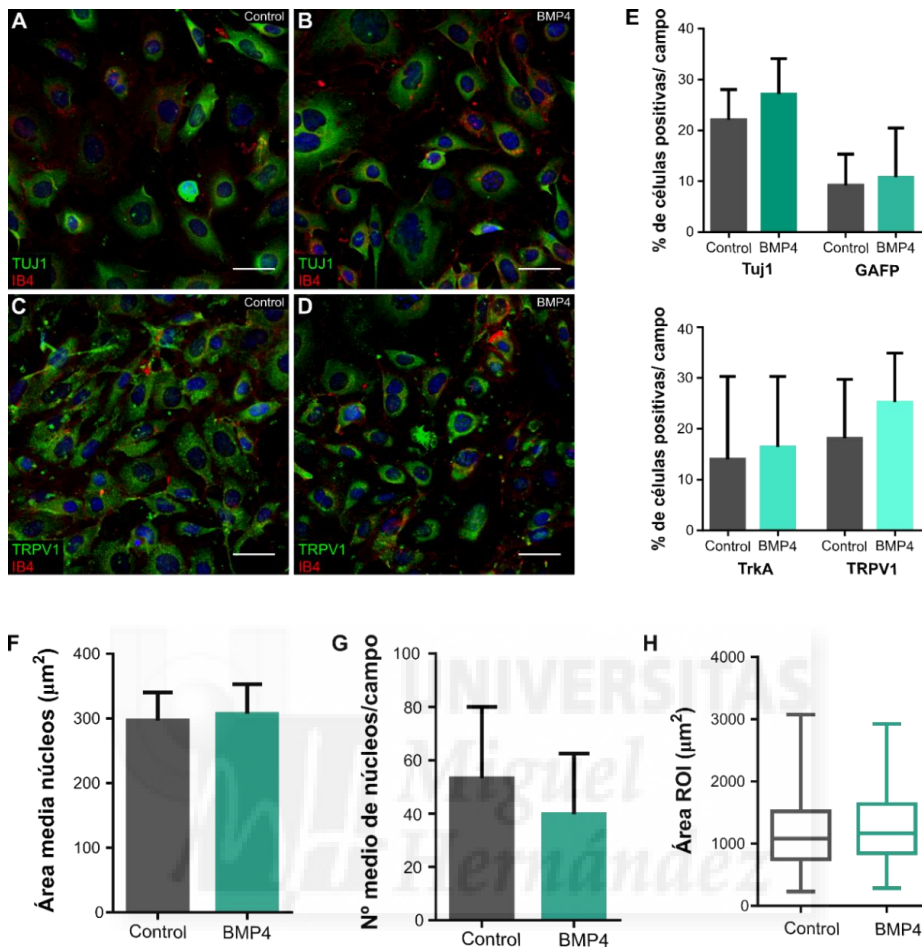 A
Control
TUJ1
IB4
B
BMP4
TUJ1
IB4
C
Control
TRPV1
IB4
D
BMP4
TRPV1
IB4
E
% de células positivas/ campo
40
30
20
10
0
Control
BMP4
Control
BMP4
Tuj1
GAFP
% de células positivas/ campo
40
30
20
10
0
Control
BMP4
Control
BMP4
TrkA
TRPV1
F
Área media núcleos (µm²)
400
300
200
100
0
Control
BMP4
G
Nº medio de núcleos/campo
100
80
60
40
20
0
Control
BMP4
H
Área ROI (µm²)
4000
3000
2000
1000
0
Control
BMP4
UNIVERSITAS
Miguel
Hernández